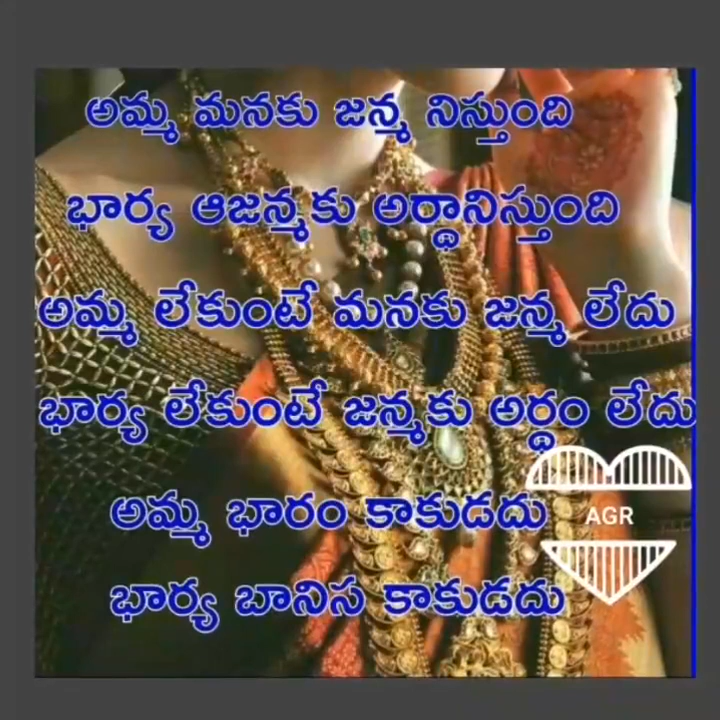 అమ్మ మనకు జన్మ నిస్తుంది
భార్య ఆజన్మకు అర్థానిస్తుంది
అమ్మ లేకుంటే మనకు జన్మ లేదు
భార్య లేకుంటే జన్మకు అర్థం లేదు
అమ్మ భారం కాకుడదు
AGR
భార్య బానిస కాకుడదు